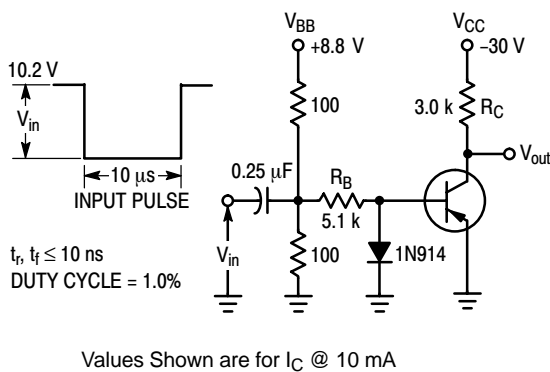 V_BB
+8.8 V
V_CC
–30 V
10.2 V
V_in
10 μs
INPUT PULSE
t_r, t_f ≤ 10 ns
DUTY CYCLE = 1.0%
0.25 μF
V_in
100
R_B
5.1 k
100
1N914
3.0 k
R_C
V_out
Values Shown are for I_C @ 10 mA